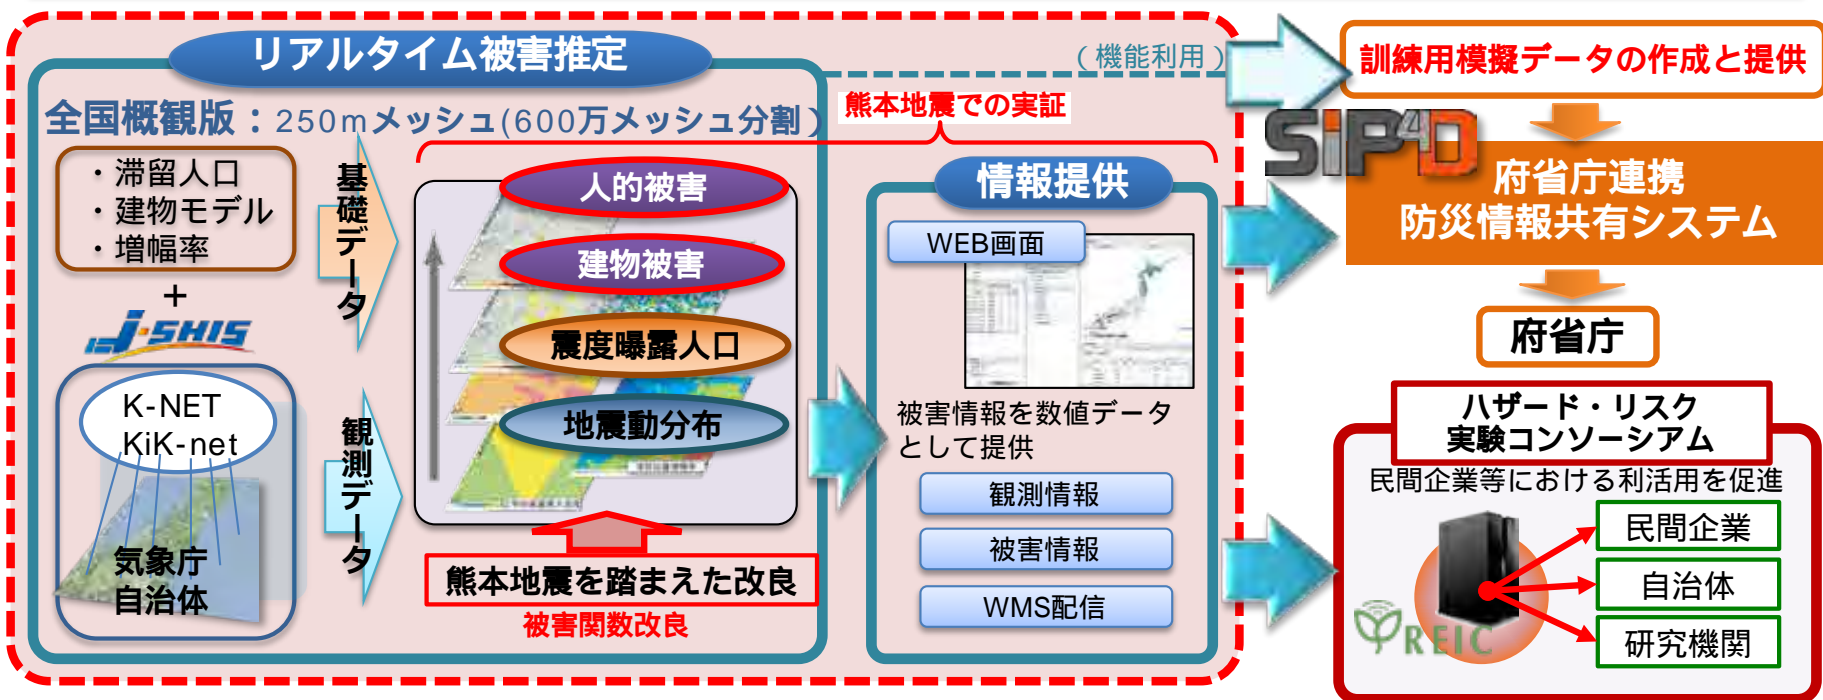 リアルタイム被害推定
(機能利用)
全国概観版：250mメッシュ(600万メッシュ分割)
・滞留人口
・建物モデル
・増幅率
+
J-SHIS
K-NET
KiK-net
気象庁
自治体
基礎データ
観測データ
熊本地震での実証
人的被害
建物被害
震度曝露人口
地震動分布
熊本地震を踏まえた改良
被害関数改良
情報提供
WEB画面
被害情報を数値データ
として提供
観測情報
被害情報
WMS配信
訓練用模擬データの作成と提供
SIP4D
府省庁連携
防災情報共有システム
府省庁
ハザード・リスク
実験コンソーシアム
民間企業等における利活用を促進
民間企業
自治体
研究機関
REIC